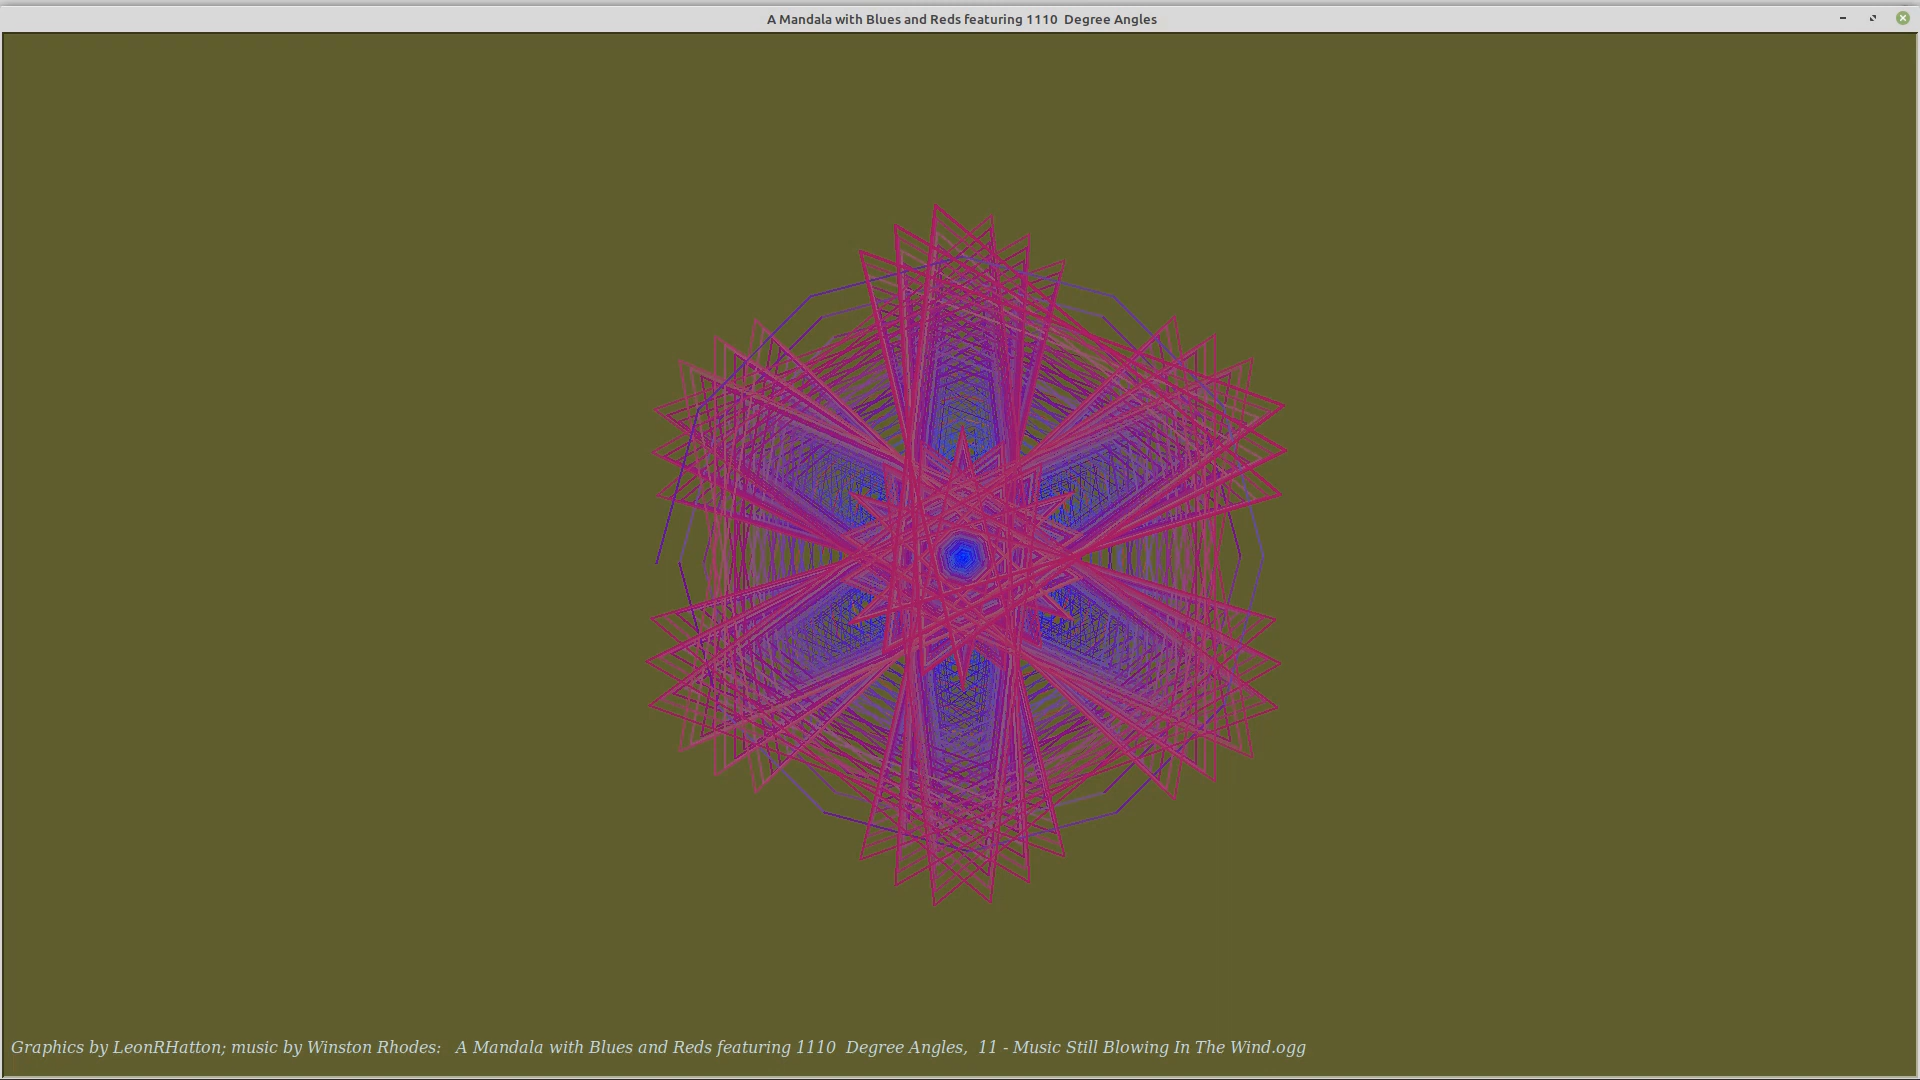 A Mandala with Blues and Reds featuring 1110  Degree Angles
Graphics by LeonRHatton; music by Winston Rhodes:   A Mandala with Blues and Reds featuring 1110  Degree Angles,  11 - Music Still Blowing In The Wind.ogg